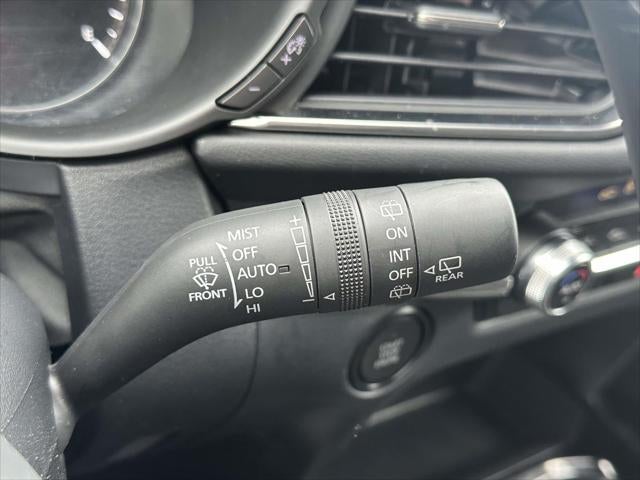 MIST
OFF
AUTO
LO
HI
PULL
FRONT
+
−
ON
INT
OFF
REAR